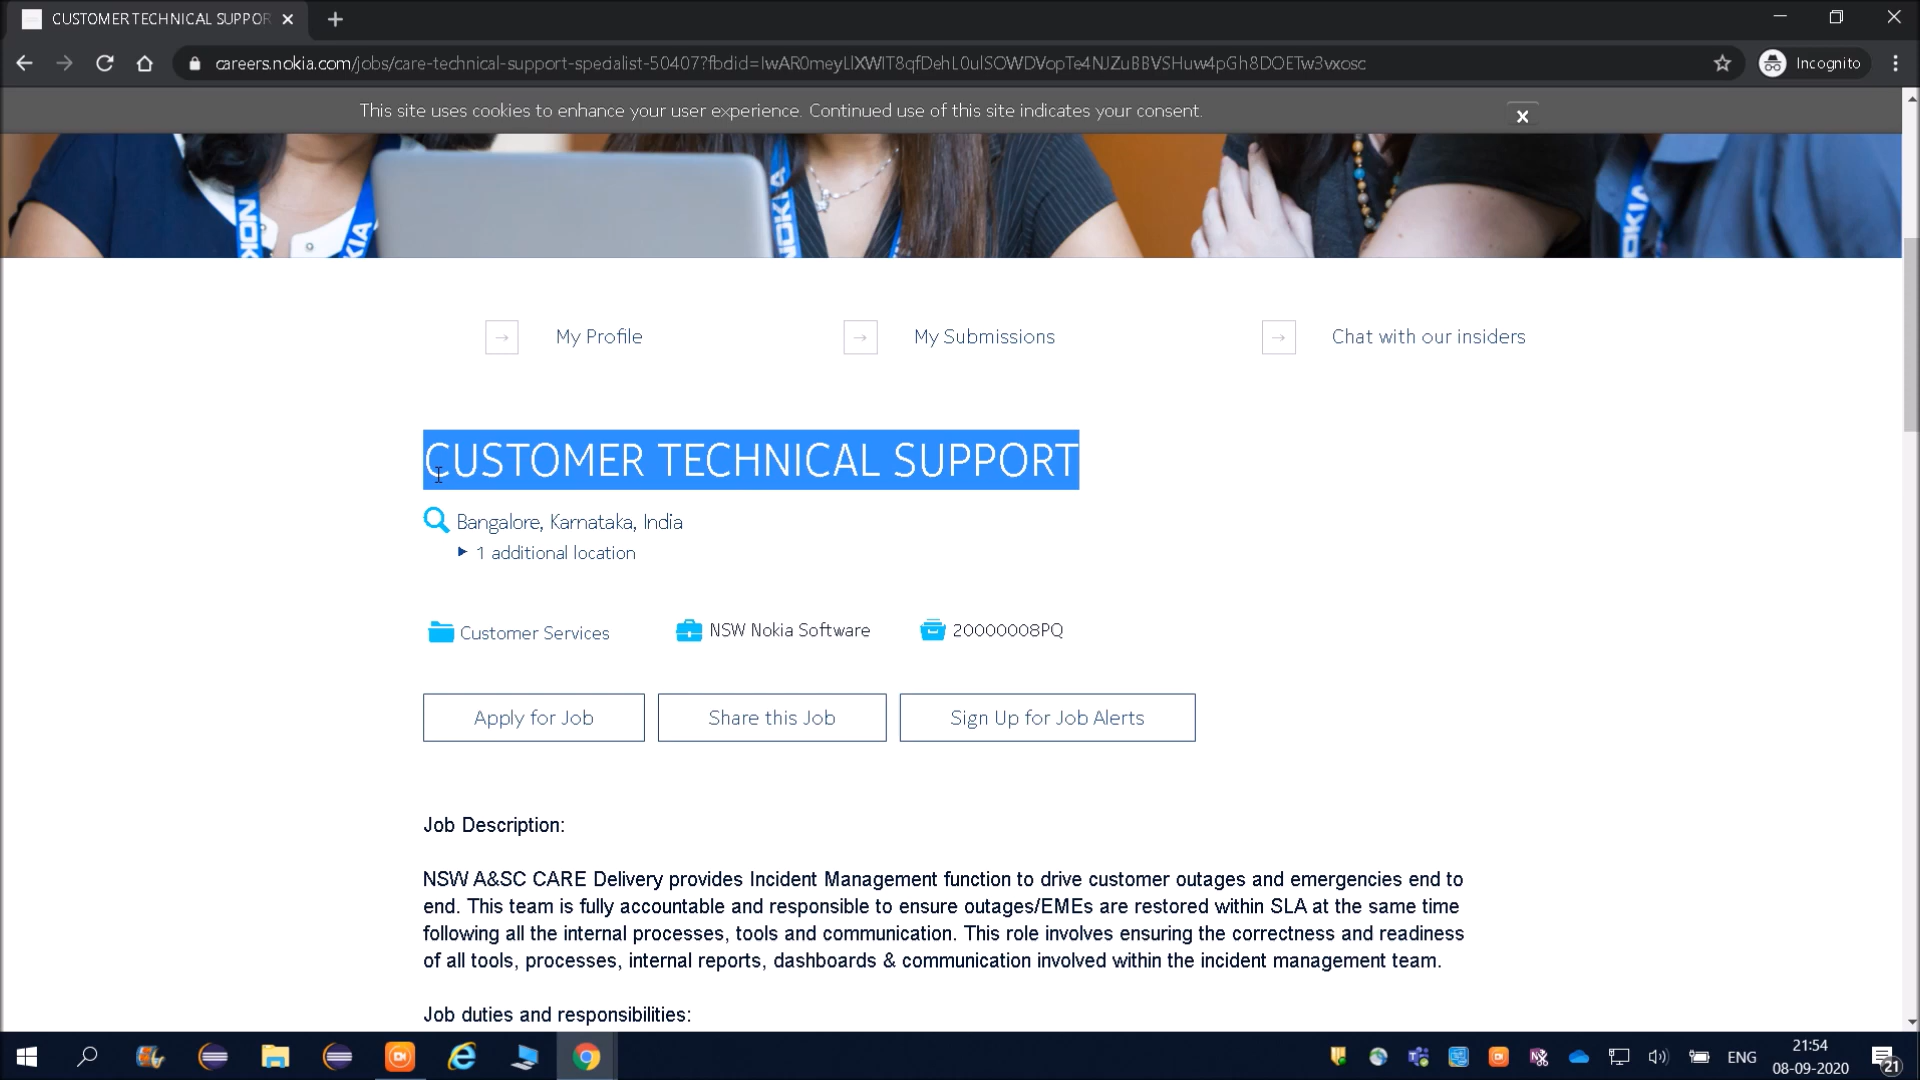 CUSTOMER TECHNICAL SUPPOR
careers.nokia.com/jobs/care-technical-support-specialist-50407?fbclid=IwAR0meyLlXWIT8qfDehL0ulSOWDVopTe4NJZuBBVSHuw4pGh8DOETw3vxosc
Incognito
This site uses cookies to enhance your user experience. Continued use of this site indicates your consent.
x
NOKIA
NOKIA
My Profile
My Submissions
Chat with our insiders
CUSTOMER TECHNICAL SUPPORT
Bangalore, Karnataka, India
1 additional location
Customer Services
NSW Nokia Software
20000008PQ
Apply for Job
Share this Job
Sign Up for Job Alerts
Job Description:
NSW A&SC CARE Delivery provides Incident Management function to drive customer outages and emergencies end to
end. This team is fully accountable and responsible to ensure outages/EMEs are restored within SLA at the same time
following all the internal processes, tools and communication. This role involves ensuring the correctness and readiness
of all tools, processes, internal reports, dashboards & communication involved within the incident management team.
Job duties and responsibilities:
ENG
21:54
08-09-2020
21